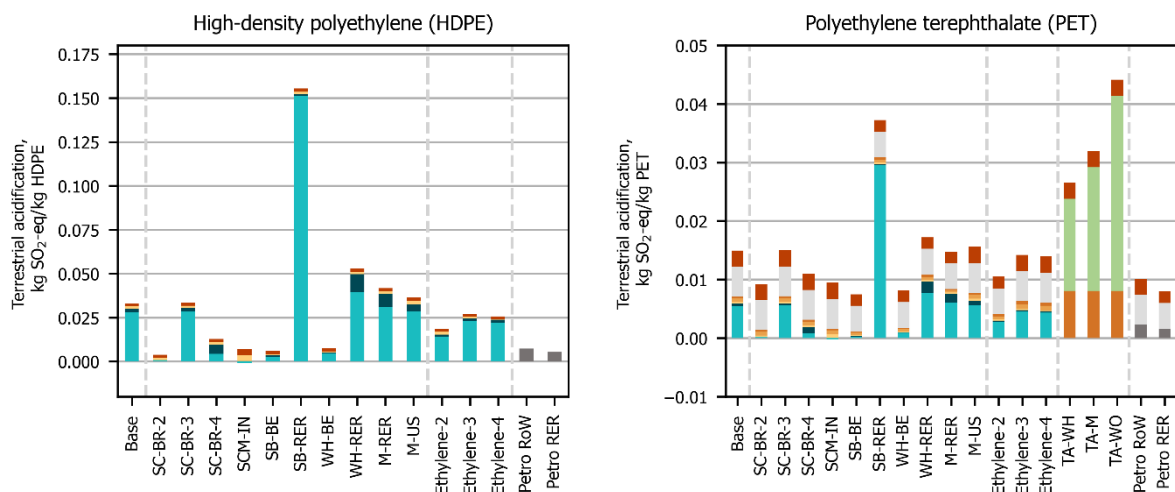 High-density polyethylene (HDPE)
Terrestrial acidification,
kg SO₂-eq/kg HDPE
0.175
0.150
0.125
0.100
0.075
0.050
0.025
0.000
Base
SC-BR-2
SC-BR-3
SC-BR-4
SCM-IN
SB-BE
SB-RER
WH-BE
WH-RER
M-RER
M-US
Ethylene-2
Ethylene-3
Ethylene-4
Petro RoW
Petro RER
Polyethylene terephthalate (PET)
Terrestrial acidification,
kg SO₂-eq/kg PET
0.05
0.04
0.03
0.02
0.01
0.00
−0.01
Base
SC-BR-2
SC-BR-3
SC-BR-4
SCM-IN
SB-BE
SB-RER
WH-BE
WH-RER
M-RER
M-US
Ethylene-2
Ethylene-3
Ethylene-4
TA-WH
TA-M
TA-WO
Petro RoW
Petro RER